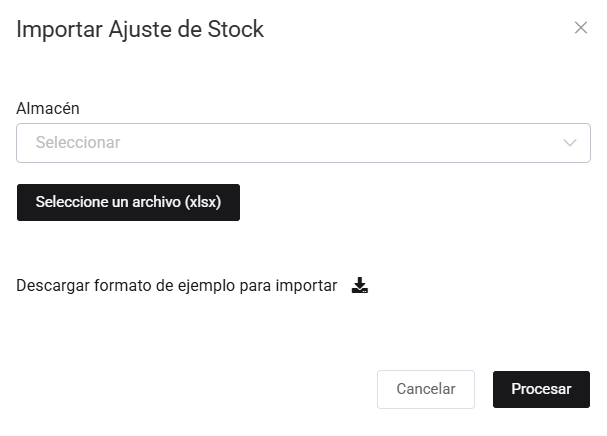 Importar Ajuste de Stock
Almacén
Seleccionar
Seleccione un archivo (xlsx)
Descargar formato de ejemplo para importar
Cancelar
Procesar